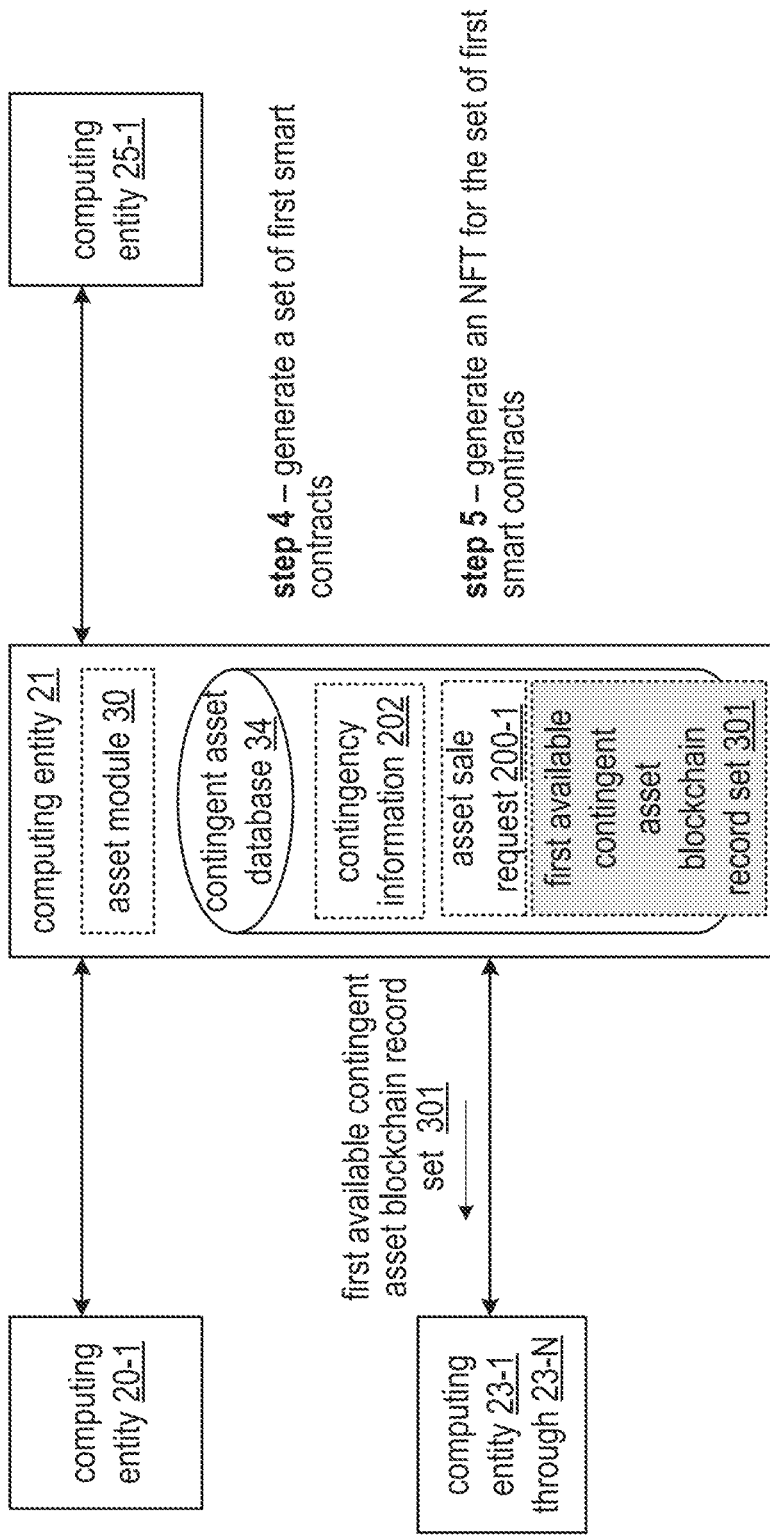 computing
entity 20-1
computing entity 21
asset module 30
contingent asset
database 34
contingency
information 202
asset sale
request 200-1
first available
contingent
asset
blockchain
record set 301
computing
entity 25-1
first available contingent
asset blockchain record
set 301
computing
entity 23-1
through 23-N
step 4 – generate a set of first smart
contracts
step 5 – generate an NFT for the set of first
smart contracts